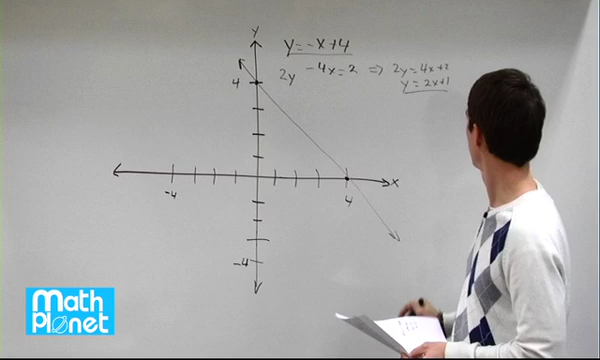 y
y=-x+4
2y -4x=2 ⇒ 2y=4x+2
y=2x+1
4
x
-4
4
-4
Math
Planet